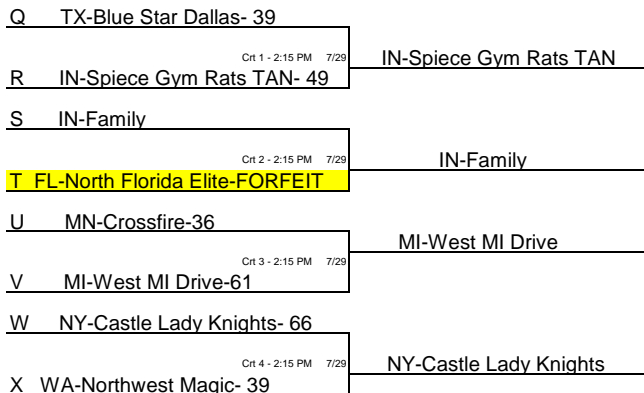 Q TX-Blue Star Dallas- 39
Crt 1 - 2:15 PM 7/29
IN-Spiece Gym Rats TAN
R IN-Spiece Gym Rats TAN- 49
S IN-Family
Crt 2 - 2:15 PM 7/29
IN-Family
T FL-North Florida Elite-FORFEIT
U MN-Crossfire-36
MI-West MI Drive
Crt 3 - 2:15 PM 7/29
V MI-West MI Drive-61
W NY-Castle Lady Knights- 66
Crt 4 - 2:15 PM 7/29
NY-Castle Lady Knights
X WA-Northwest Magic- 39